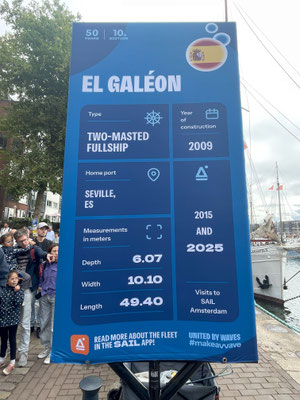 50 10e
EL GALÉON
Type
TWO-MASTED
FULLSHIP
Year
of
construction
2009
Home port
SEVILLE,
ES
2015
AND
2025
Measurements
in meters
Depth 6.07
Width 10.10
Length 49.40
Visits to
SAIL
Amsterdam
READ MORE ABOUT THE FLEET
IN THE SAIL APP!
UNITED BY WAVES
#makeawave